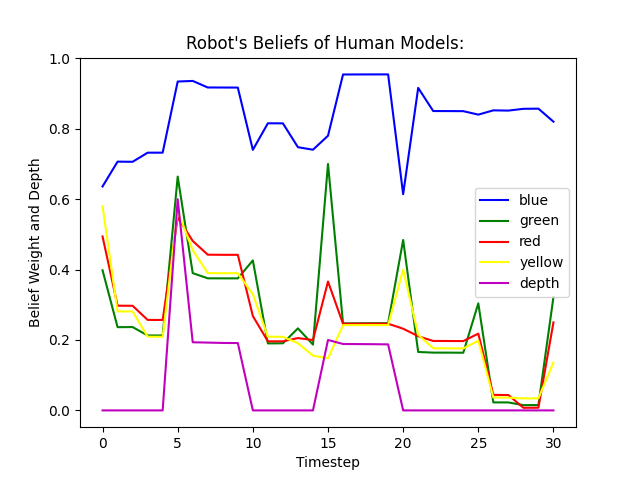 Robot's Beliefs of Human Models:
1.0
0.8
0.6
0.4
0.2
0.0
Belief Weight and Depth
blue
green
red
yellow
depth
0 5 10 15 20 25 30
Timestep